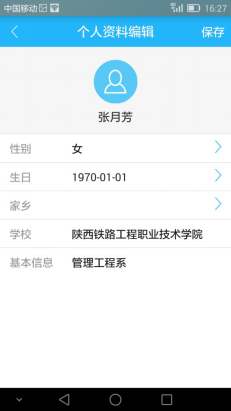 中国移动 16:27
个人资料编辑 保存
张月芳
性别 女
生日 1970-01-01
家乡
学校 陕西铁路工程职业技术学院
基本信息 管理工程系